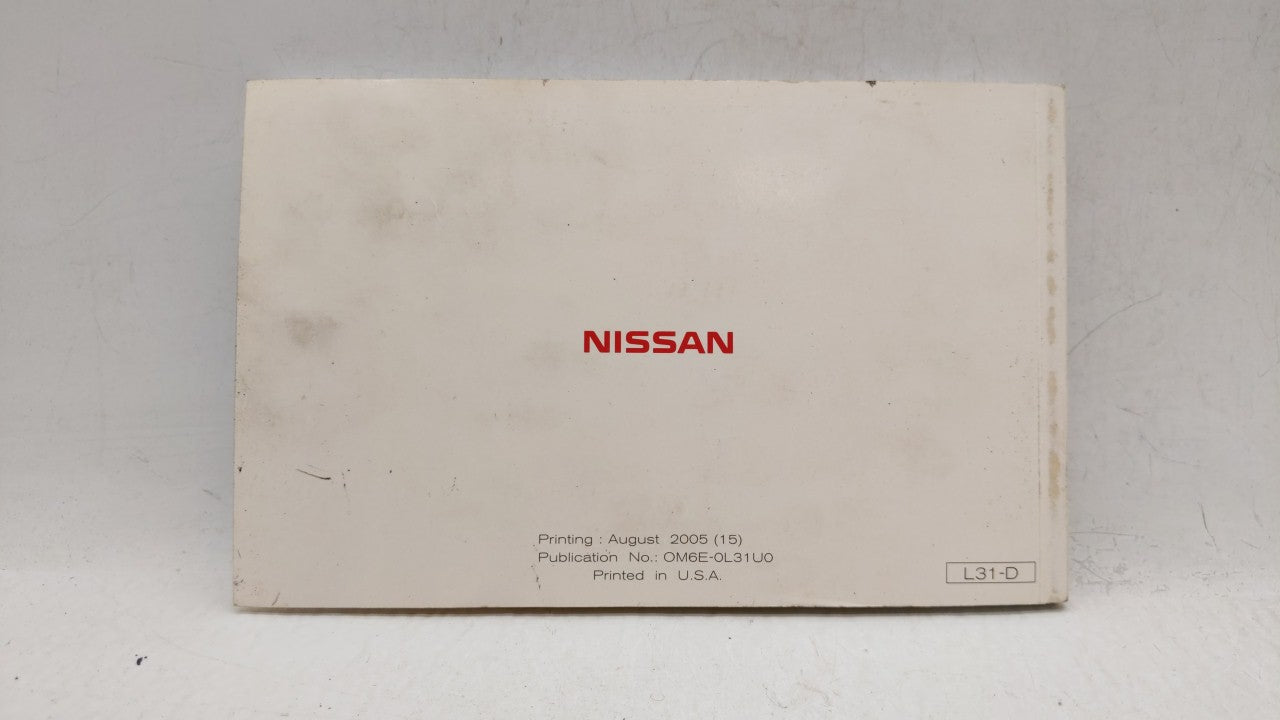 NISSAN
Printing : August 2005 (15)
Publication No.: OM6E-0L31U0
Printed in U.S.A.
L31-D